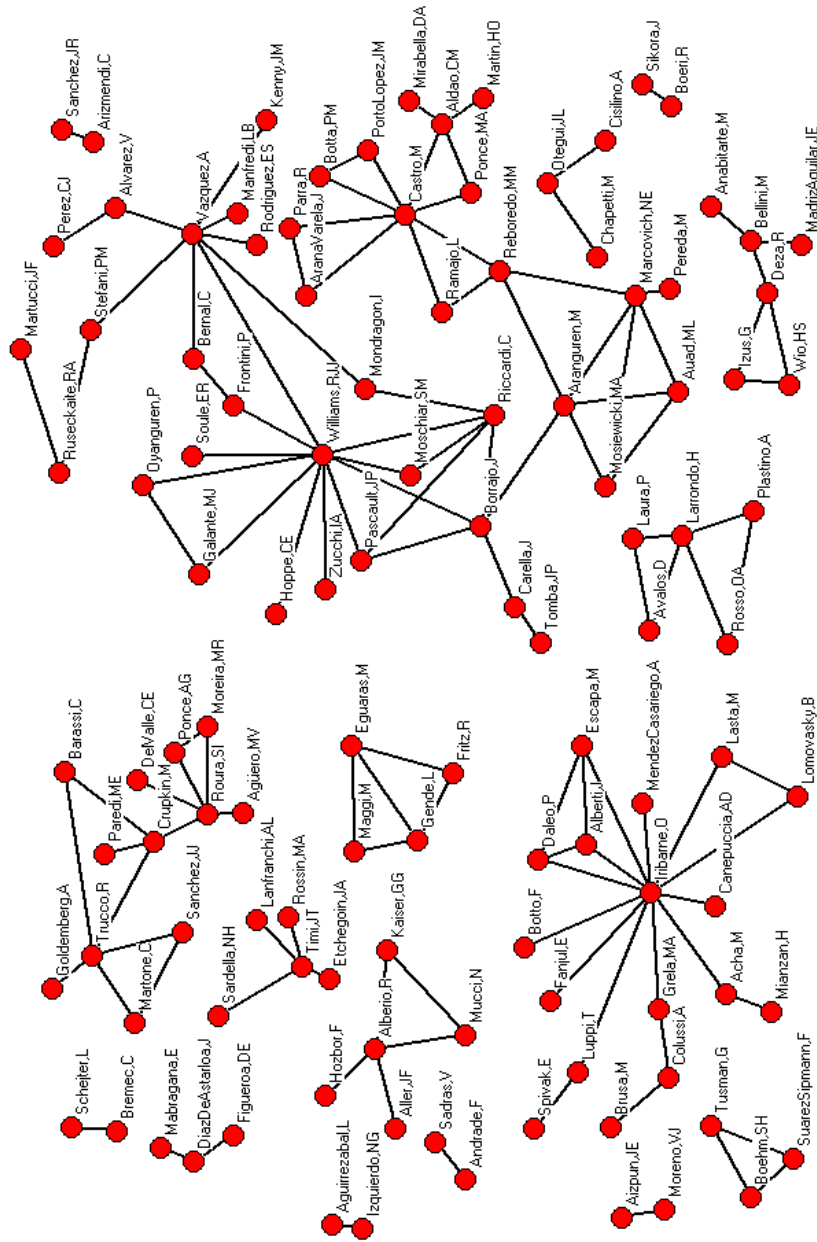 Sanchez,JR
Arizmendi,C
Perez,CJ
Alvarez,V
Vazquez,A
Kenny,JM
Manfredi,LB
Rodriguez,ES
Martucci,JF
Stefani,PM
Ruseckaite,RA
Bernal,C
Frontini,P
Soule,ER
Oyanguren,P
Galante,MJ
Williams,RJJ
Mondragon,I
Moschiar,SM
Riccardi,C
Hoppe,CE
Zucchi,IA
Pascault,JP
Borrajo,J
Carella,J
Tomba,JP
Mirabella,DA
Aldao,CM
Martin,HO
PortoLopez,JM
Botta,PM
Parra,R
AranaVarela,J
Castro,M
Ponce,MA
Ramajo,L
Reboredo,MM
Aranguren,M
Marcovich,NE
Pereda,M
Mosiewicki,MA
Auad,ML
Otegui,JL
Cisilino,A
Chapetti,M
Sikora,J
Boeri,R
Anabitarte,M
Bellini,M
Deza,R
MadrizAguilar,JE
Izus,G
Wio,HS
Laura,P
Larrondo,H
Plastino,A
Avalos,D
Rosso,OA
Barassi,C
DelValle,CE
Ponce,AG
Moreira,MR
Paredi,ME
Crupkin,M
Roura,SI
Agüero,MV
Goldemberg,A
Trucco,R
Martone,C
Sanchez,JJ
Lanfranchi,AL
Rossin,MA
Sardella,NH
Timi,JT
Etchegoin,JA
Schejter,L
Bremec,C
Mabragana,E
DiazDeAstarloa,J
Figueroa,DE
Eguaras,M
Maggi,M
Gende,L
Fritz,R
Kaiser,GG
Alberio,R
Mucci,N
Hozbor,F
Aller,JF
Sadras,V
Andrade,F
Aguirrezabal,L
Izquierdo,NG
Escapa,M
Daleo,P
Alberti,J
MendezCasariego,A
Iribarne,O
Lasta,M
Lomovasky,B
Canepuccia,AD
Botto,F
Fanjul,E
Luppi,T
Spivak,E
Grela,MA
Colussi,A
Brusa,M
Acha,M
Mianzan,H
Aizpun,JE
Moreno,VJ
Tusman,G
Boehm,SH
SuarezSipmann,F